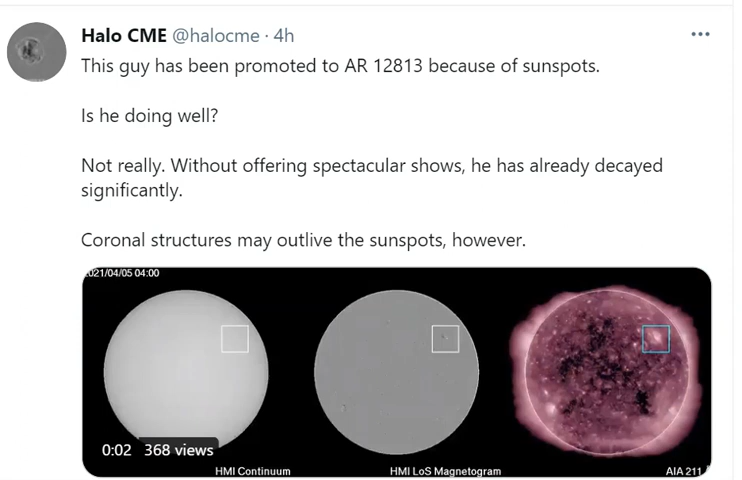 Halo CME @halocme · 4h
This guy has been promoted to AR 12813 because of sunspots.
Is he doing well?
Not really. Without offering spectacular shows, he has already decayed
significantly.
Coronal structures may outlive the sunspots, however.
021/04/05 04:00
0:02 368 views
HMI Continuum
HMI LoS Magnetogram
AIA 211